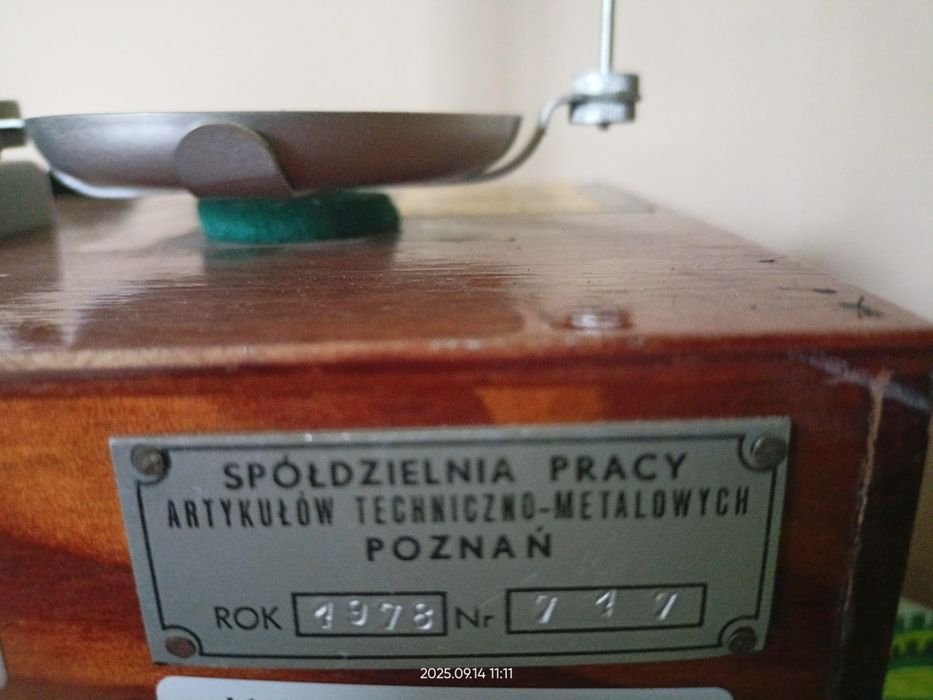 SPÓŁDZIELNIA PRACY
ARTYKUŁÓW TECHNICZNO-METALOWYCH
POZNAŃ
ROK 1978 Nr 717
2025.09.14 11:11